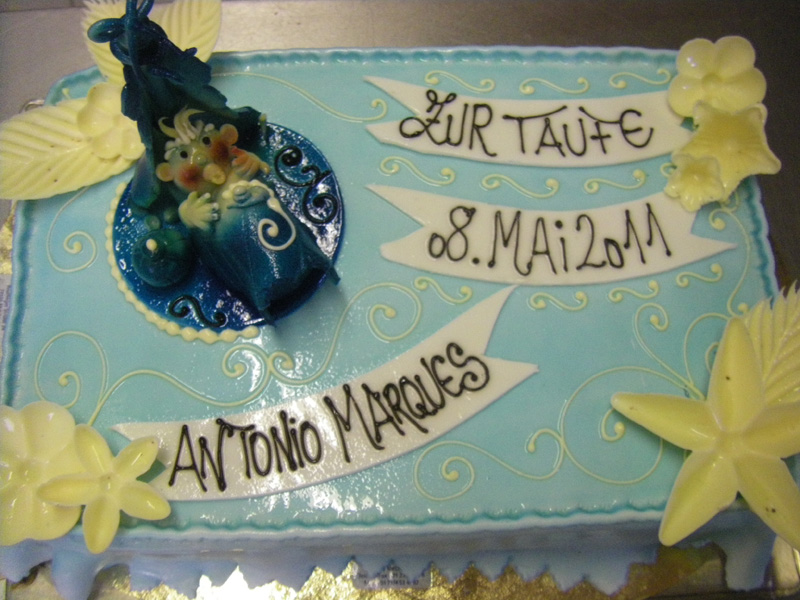 ZUR TAUFE
08. MAi 2011
ANTONIO MARQUES